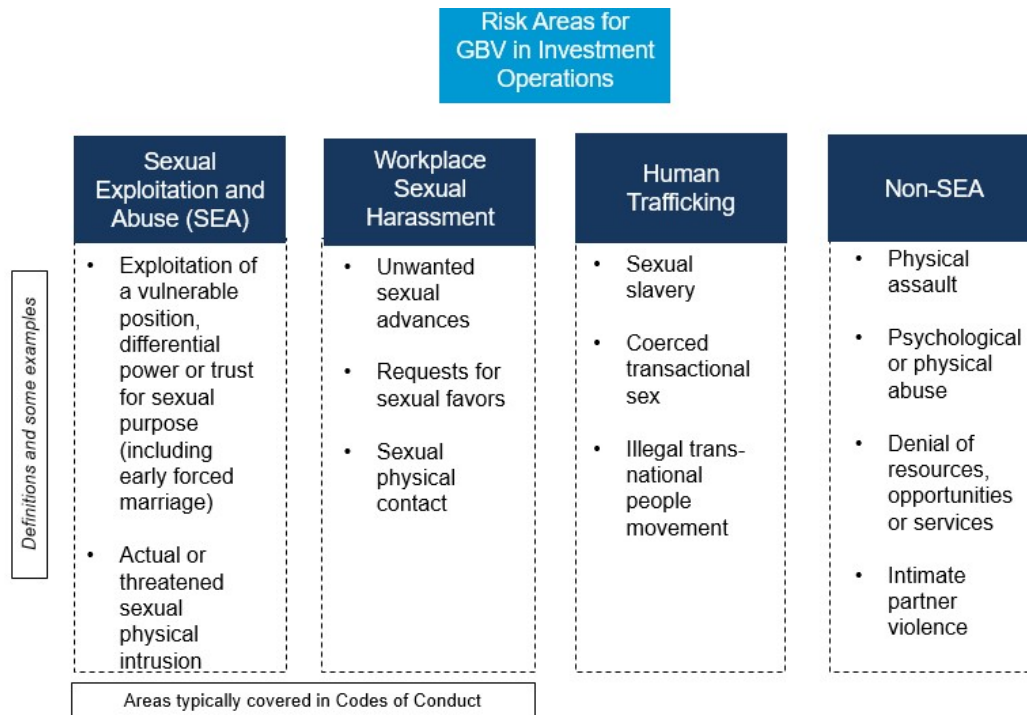 Risk Areas for
GBV in Investment
Operations
Sexual
Exploitation and
Abuse (SEA)
Workplace
Sexual
Harassment
Human
Trafficking
Non-SEA
Definitions and some examples
• Exploitation of
a vulnerable
position,
differential
power or trust
for sexual
purpose
(including
early forced
marriage)
• Actual or
threatened
sexual
physical
intrusion
• Unwanted
sexual
advances
• Requests for
sexual favors
• Sexual
physical
contact
• Sexual
slavery
• Coerced
transactional
sex
• Illegal trans-
national
people
movement
• Physical
assault
• Psychological
or physical
abuse
• Denial of
resources,
opportunities
or services
• Intimate
partner
violence
Areas typically covered in Codes of Conduct